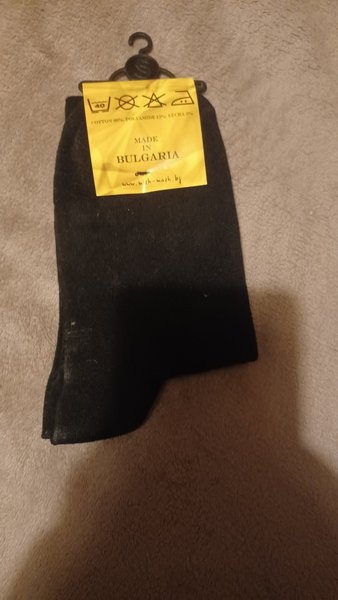 40
COTTON 80% POLYAMIDE 15% LYCRA 5%
MADE
IN
BULGARIA